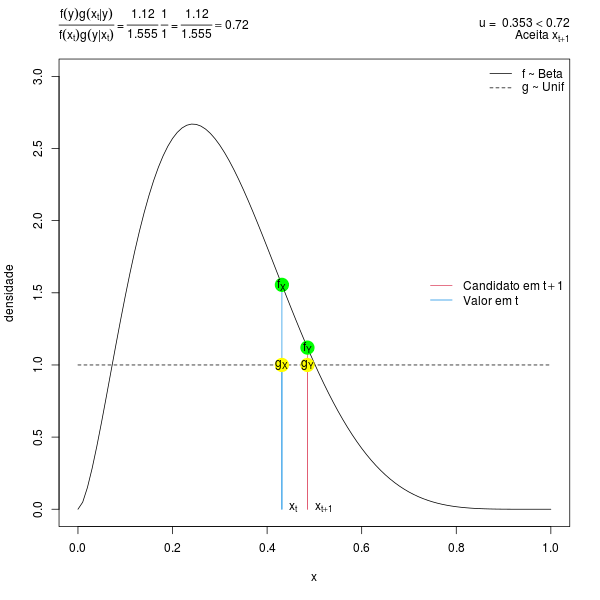 f(y)g(xt|y) / f(xt)g(y|xt) = 1.12 / 1.555 1 / 1 = 1.12 / 1.555 = 0.72
u = 0.353 < 0.72
Aceita xt+1
f ~ Beta
g ~ Unif
Candidato em t+1
Valor em t
densidade
3.0
2.5
2.0
1.5
1.0
0.5
0.0
fX
fY
gX
gY
xt
xt+1
0.0 0.2 0.4 0.6 0.8 1.0
x